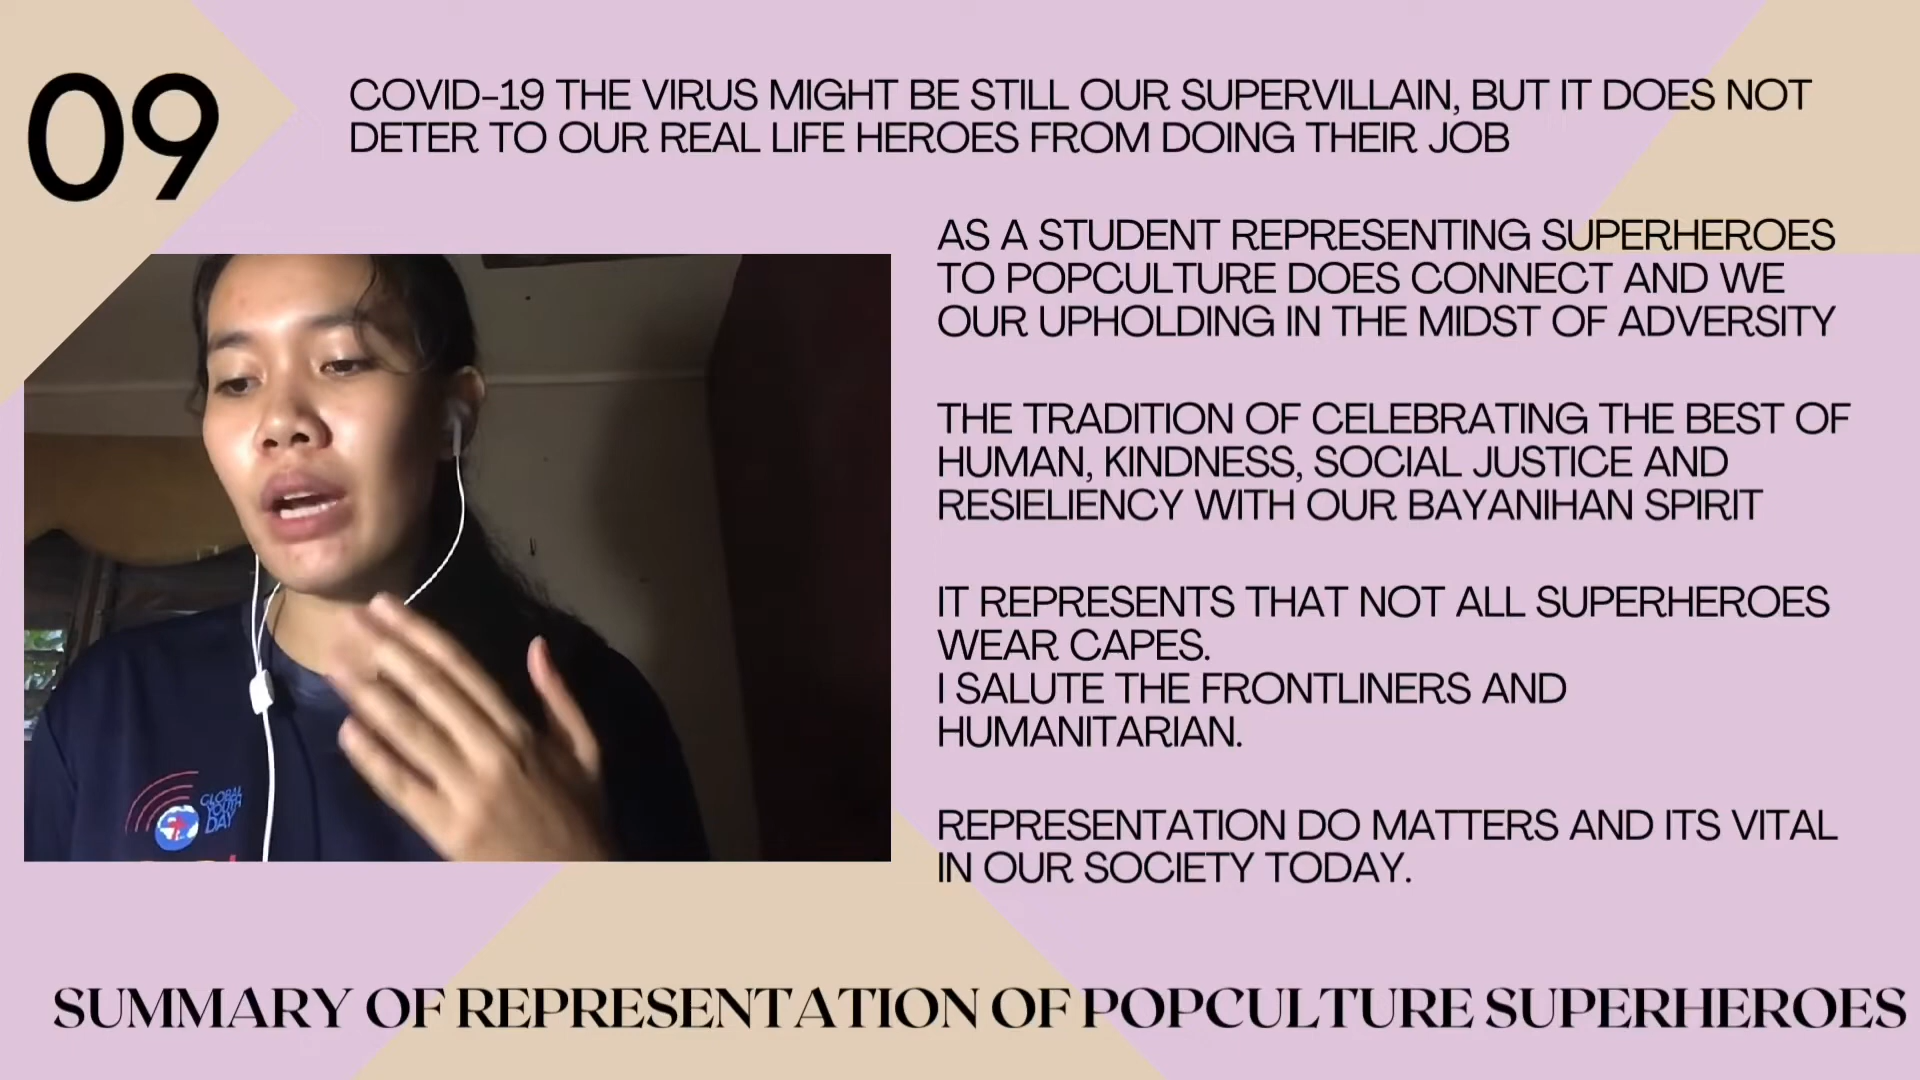 09
COVID-19 THE VIRUS MIGHT BE STILL OUR SUPERVILLAIN, BUT IT DOES NOT
DETER TO OUR REAL LIFE HEROES FROM DOING THEIR JOB
AS A STUDENT REPRESENTING SUPERHEROES
TO POPCULTURE DOES CONNECT AND WE
OUR UPHOLDING IN THE MIDST OF ADVERSITY
THE TRADITION OF CELEBRATING THE BEST OF
HUMAN, KINDNESS, SOCIAL JUSTICE AND
RESIELIENCY WITH OUR BAYANIHAN SPIRIT
IT REPRESENTS THAT NOT ALL SUPERHEROES
WEAR CAPES.
I SALUTE THE FRONTLINERS AND
HUMANITARIAN.
REPRESENTATION DO MATTERS AND ITS VITAL
IN OUR SOCIETY TODAY.
GLOBAL
YOUTH
DAY
SUMMARY OF REPRESENTATION OF POPCULTURE SUPERHEROES